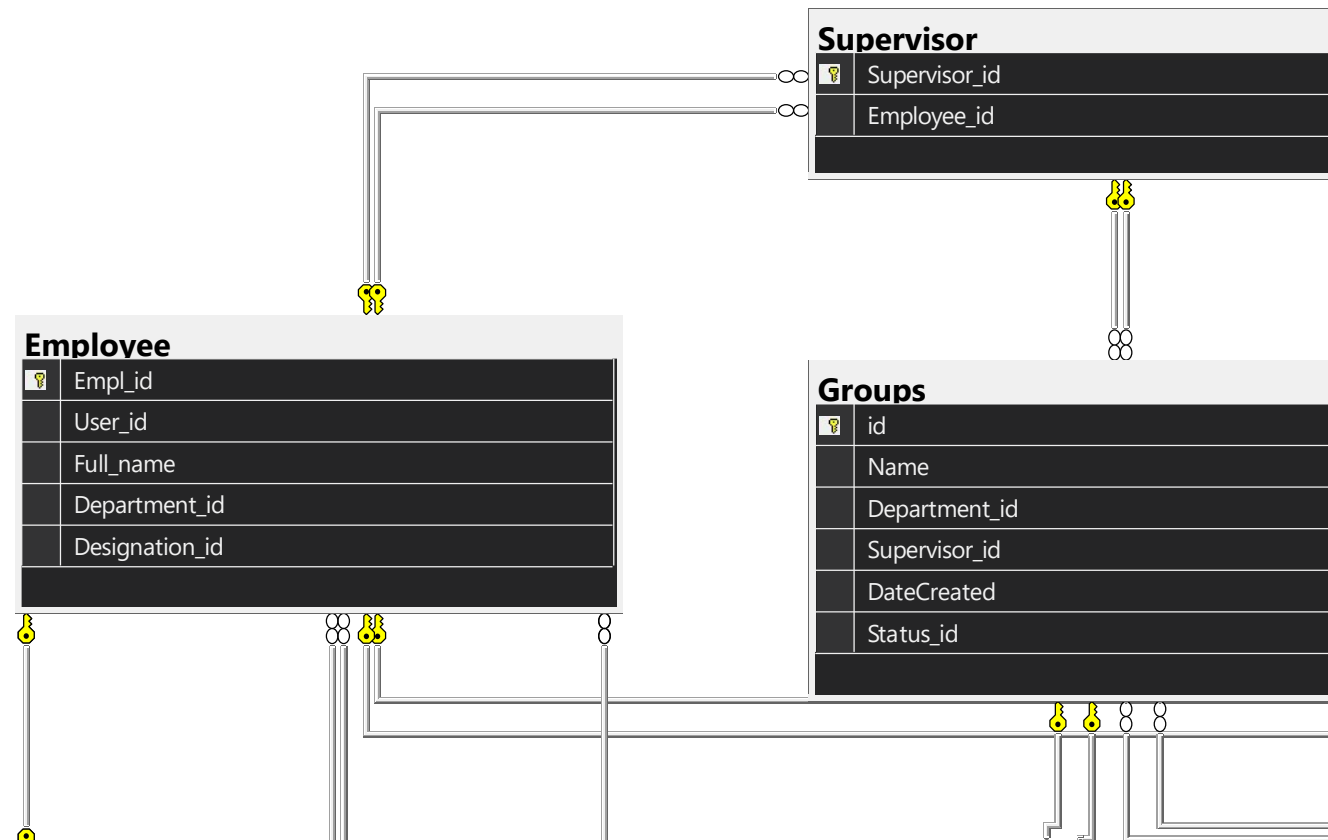 Supervisor
Supervisor_id
Employee_id
Employee
Empl_id
User_id
Full_name
Department_id
Designation_id
Groups
id
Name
Department_id
Supervisor_id
DateCreated
Status_id